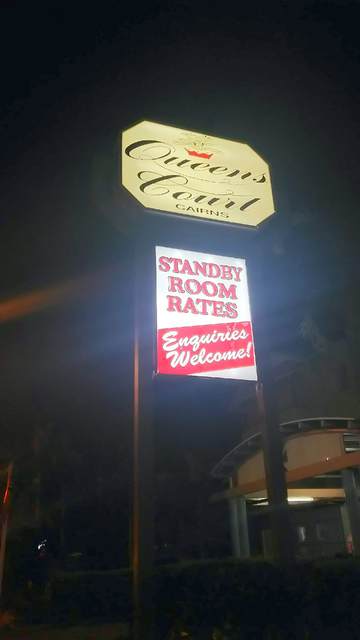 Queens
Court
CAIRNS
STANDBY
ROOM
RATES
Enquiries
Welcome!